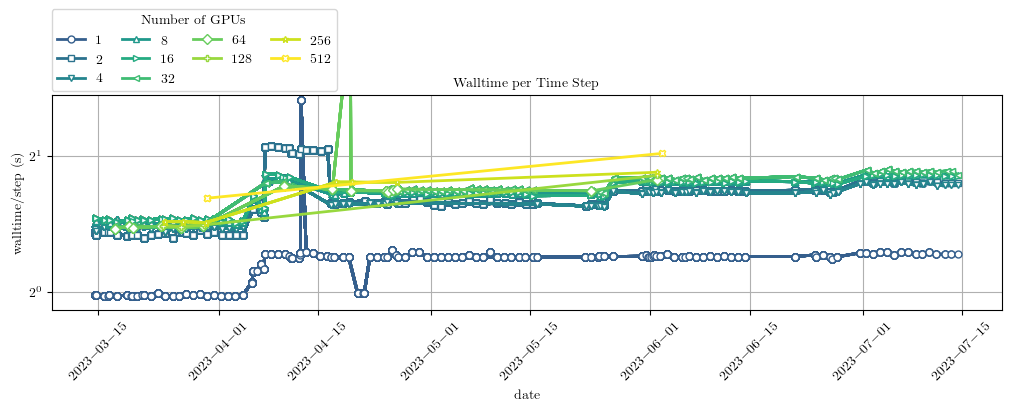 Number of GPUs
1 8 64 256
2 16 128 512
4 32
Walltime per Time Step
walltime/step (s)
2^1
2^0
2023−03−15 2023−04−01 2023−04−15 2023−05−01 2023−05−15 2023−06−01 2023−06−15 2023−07−01 2023−07−15
date